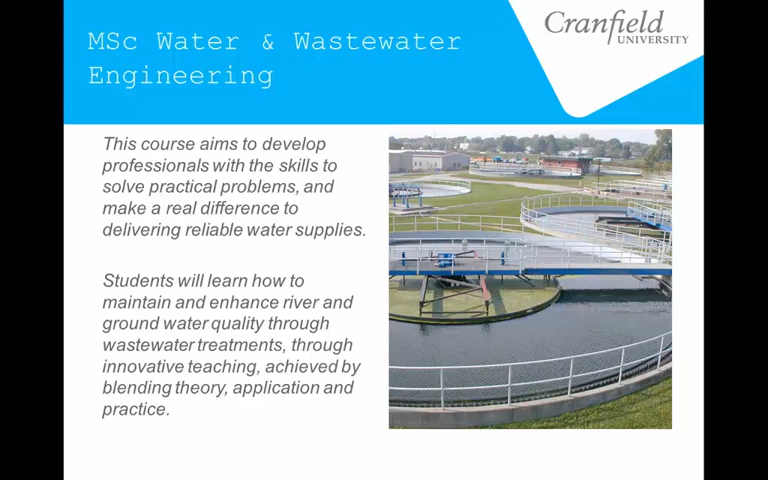 MSc Water & Wastewater
Engineering
Cranfield
UNIVERSITY
This course aims to develop
professionals with the skills to
solve practical problems, and
make a real difference to
delivering reliable water supplies.
Students will learn how to
maintain and enhance river and
ground water quality through
wastewater treatments, through
innovative teaching, achieved by
blending theory, application and
practice.